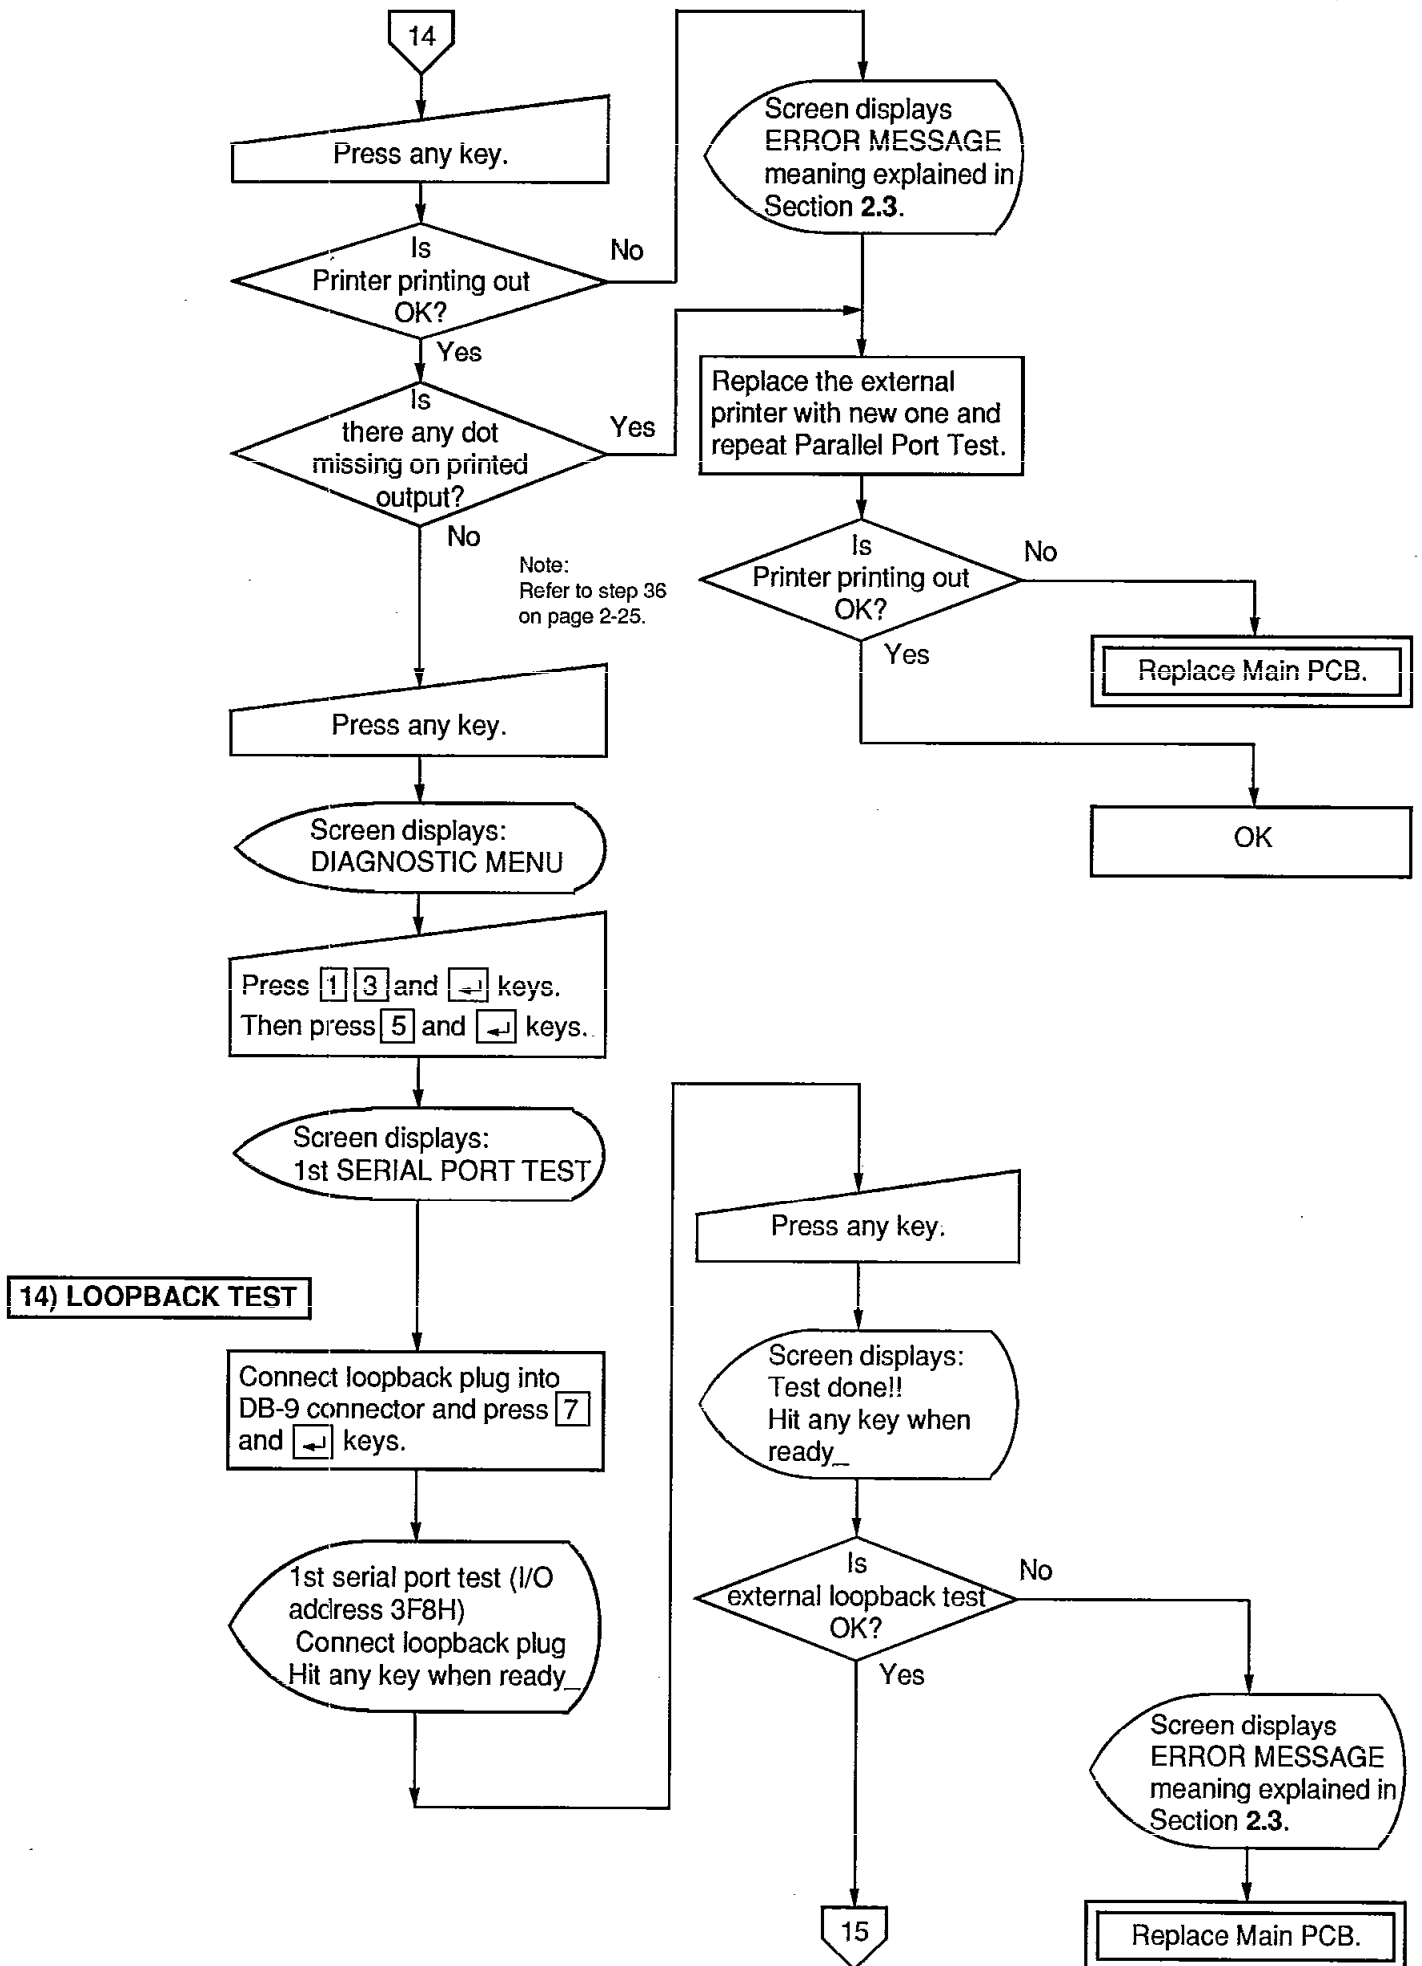 14
Press any key.
Is
Printer printing out
OK?
No
Yes
Screen displays
ERROR MESSAGE
meaning explained in
Section 2.3.
Is
there any dot
missing on printed
output?
Yes
No
Replace the external
printer with new one and
repeat Parallel Port Test.
Note:
Refer to step 36
on page 2-25.
Is
Printer printing out
OK?
No
Yes
Replace Main PCB.
OK
Press any key.
Screen displays:
DIAGNOSTIC MENU
Press 1 3 and ↵ keys.
Then press 5 and ↵ keys.
Screen displays:
1st SERIAL PORT TEST
14) LOOPBACK TEST
Connect loopback plug into
DB-9 connector and press 7
and ↵ keys.
1st serial port test (I/O
address 3F8H)
Connect loopback plug
Hit any key when ready_
Press any key.
Screen displays:
Test done!!
Hit any key when
ready_
Is
external loopback test
OK?
No
Yes
Screen displays
ERROR MESSAGE
meaning explained in
Section 2.3.
Replace Main PCB.
15